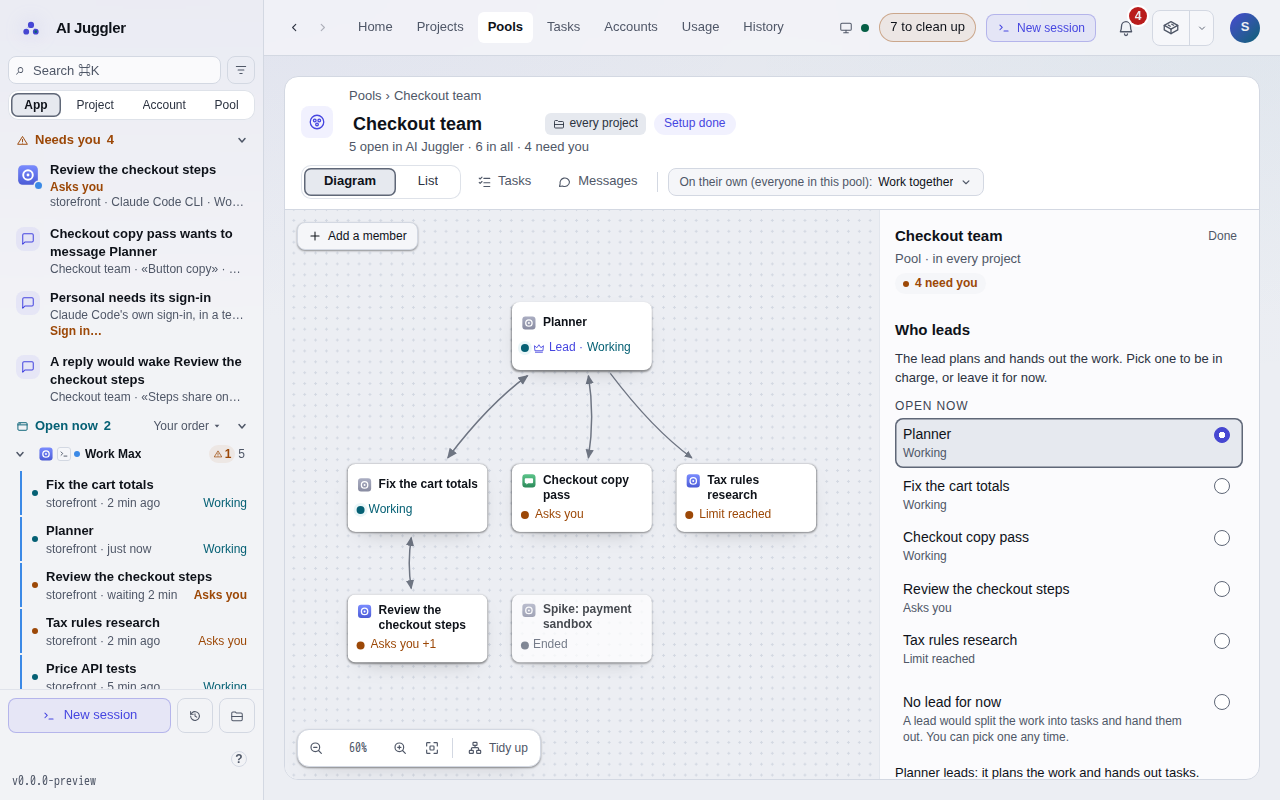 AI Juggler
Search ⌘K
App
Project
Account
Pool
Needs you 4
Review the checkout steps
Asks you
storefront · Claude Code CLI · Wo…
Checkout copy pass wants to
message Planner
Checkout team · «Button copy» · …
Personal needs its sign-in
Claude Code's own sign-in, in a te…
Sign in…
A reply would wake Review the
checkout steps
Checkout team · «Steps share on…
Open now 2
Your order
Work Max
1
5
Fix the cart totals
storefront · 2 min ago
Working
Planner
storefront · just now
Working
Review the checkout steps
storefront · waiting 2 min
Asks you
Tax rules research
storefront · 2 min ago
Asks you
Price API tests
storefront · 5 min ago
Working
New session
?
v0.0.0-preview
Home
Projects
Pools
Tasks
Accounts
Usage
History
7 to clean up
New session
4
S
Pools › Checkout team
Checkout team
every project
Setup done
5 open in AI Juggler · 6 in all · 4 need you
Diagram
List
Tasks
Messages
On their own (everyone in this pool): Work together
Add a member
Planner
Lead · Working
Fix the cart totals
Working
Checkout copy
pass
Asks you
Tax rules
research
Limit reached
Review the
checkout steps
Asks you +1
Spike: payment
sandbox
Ended
60%
Tidy up
Checkout team
Done
Pool · in every project
4 need you
Who leads
The lead plans and hands out the work. Pick one to be in
charge, or leave it for now.
OPEN NOW
Planner
Working
Fix the cart totals
Working
Checkout copy pass
Working
Review the checkout steps
Asks you
Tax rules research
Limit reached
No lead for now
A lead would split the work into tasks and hand them
out. You can pick one any time.
Planner leads: it plans the work and hands out tasks.